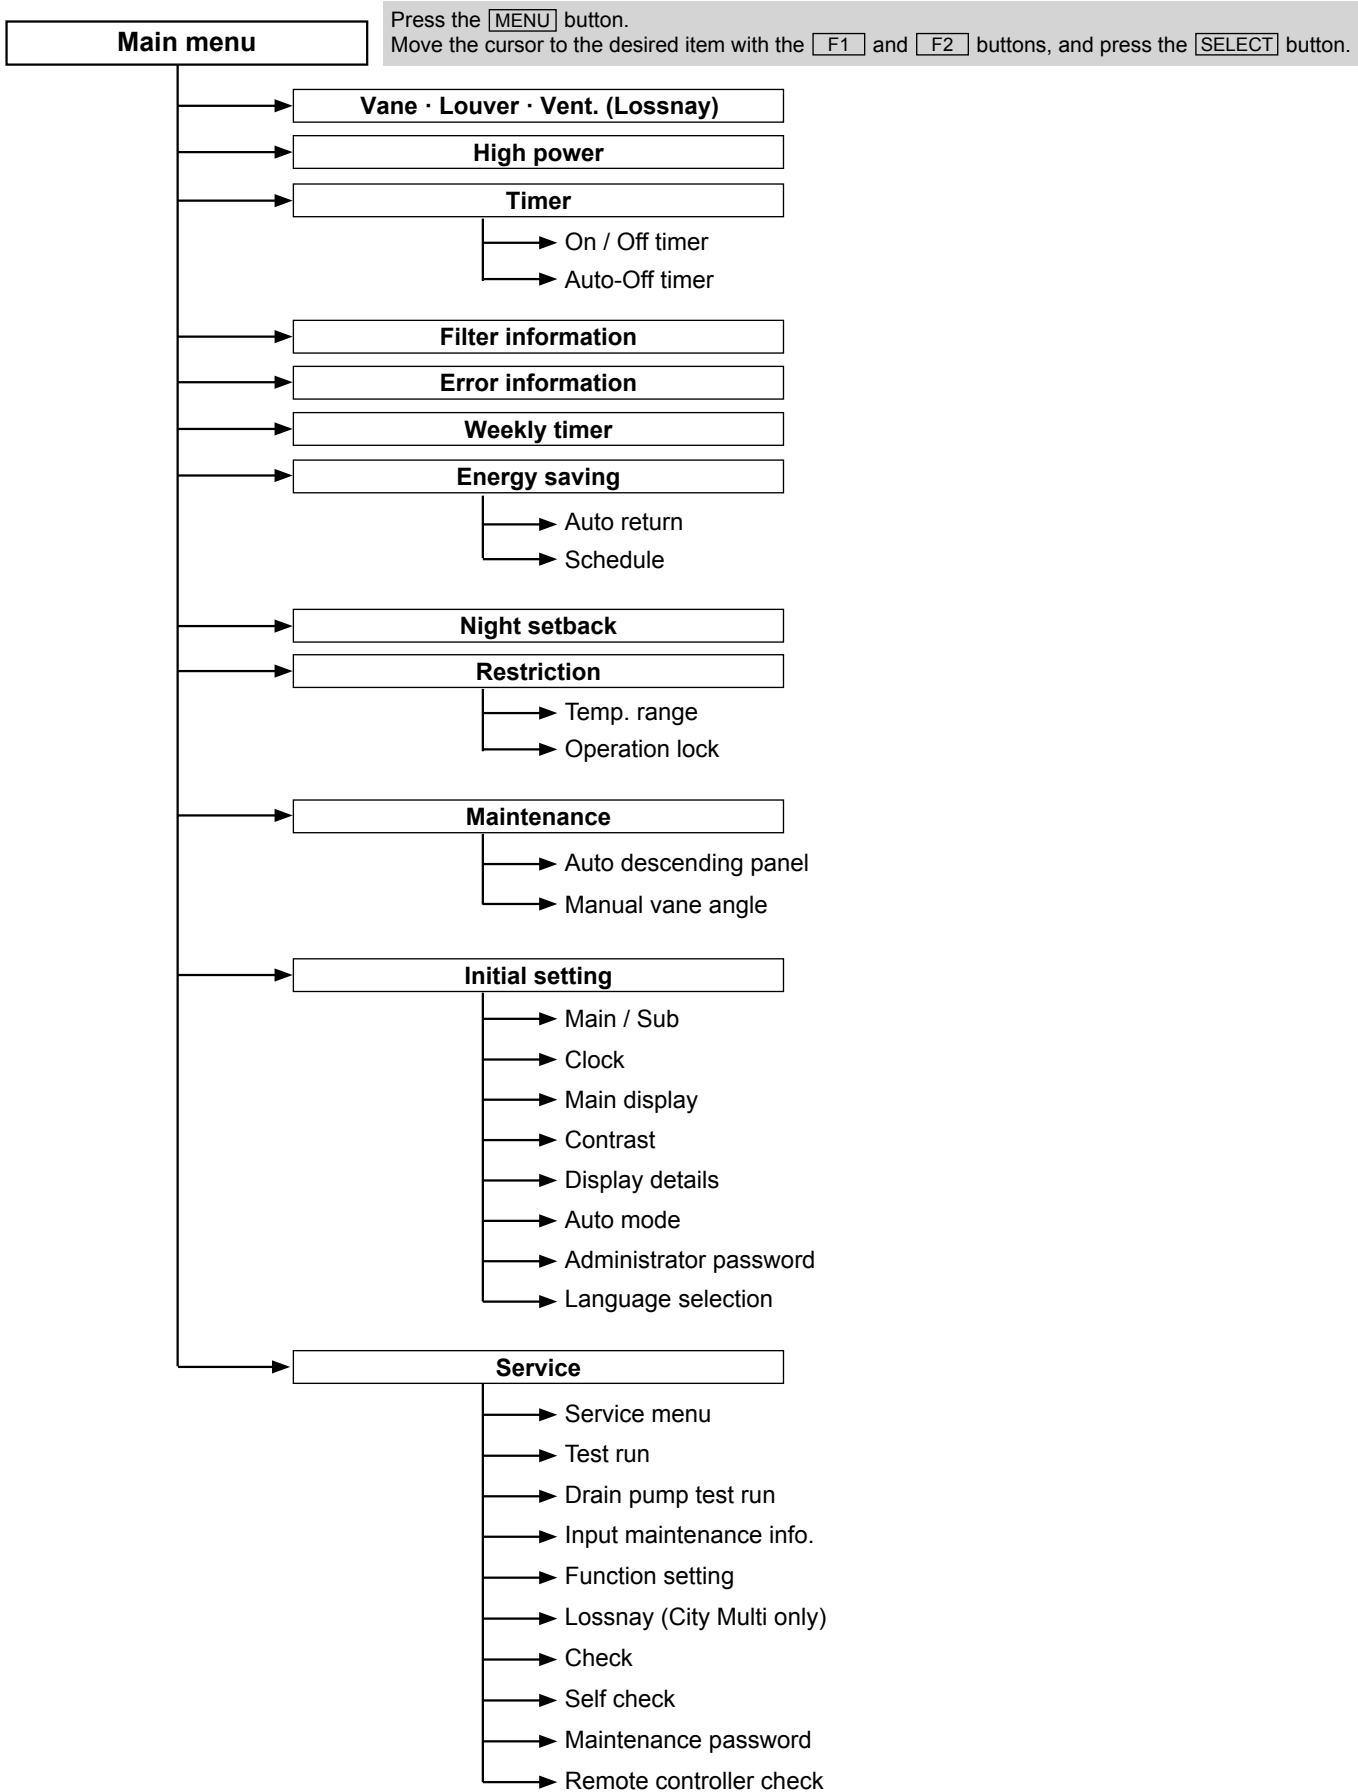 Main menu
Press the MENU button.
Move the cursor to the desired item with the F1 and F2 buttons, and press the SELECT button.
Vane · Louver · Vent. (Lossnay)
High power
Timer
On / Off timer
Auto-Off timer
Filter information
Error information
Weekly timer
Energy saving
Auto return
Schedule
Night setback
Restriction
Temp. range
Operation lock
Maintenance
Auto descending panel
Manual vane angle
Initial setting
Main / Sub
Clock
Main display
Contrast
Display details
Auto mode
Administrator password
Language selection
Service
Service menu
Test run
Drain pump test run
Input maintenance info.
Function setting
Lossnay (City Multi only)
Check
Self check
Maintenance password
Remote controller check